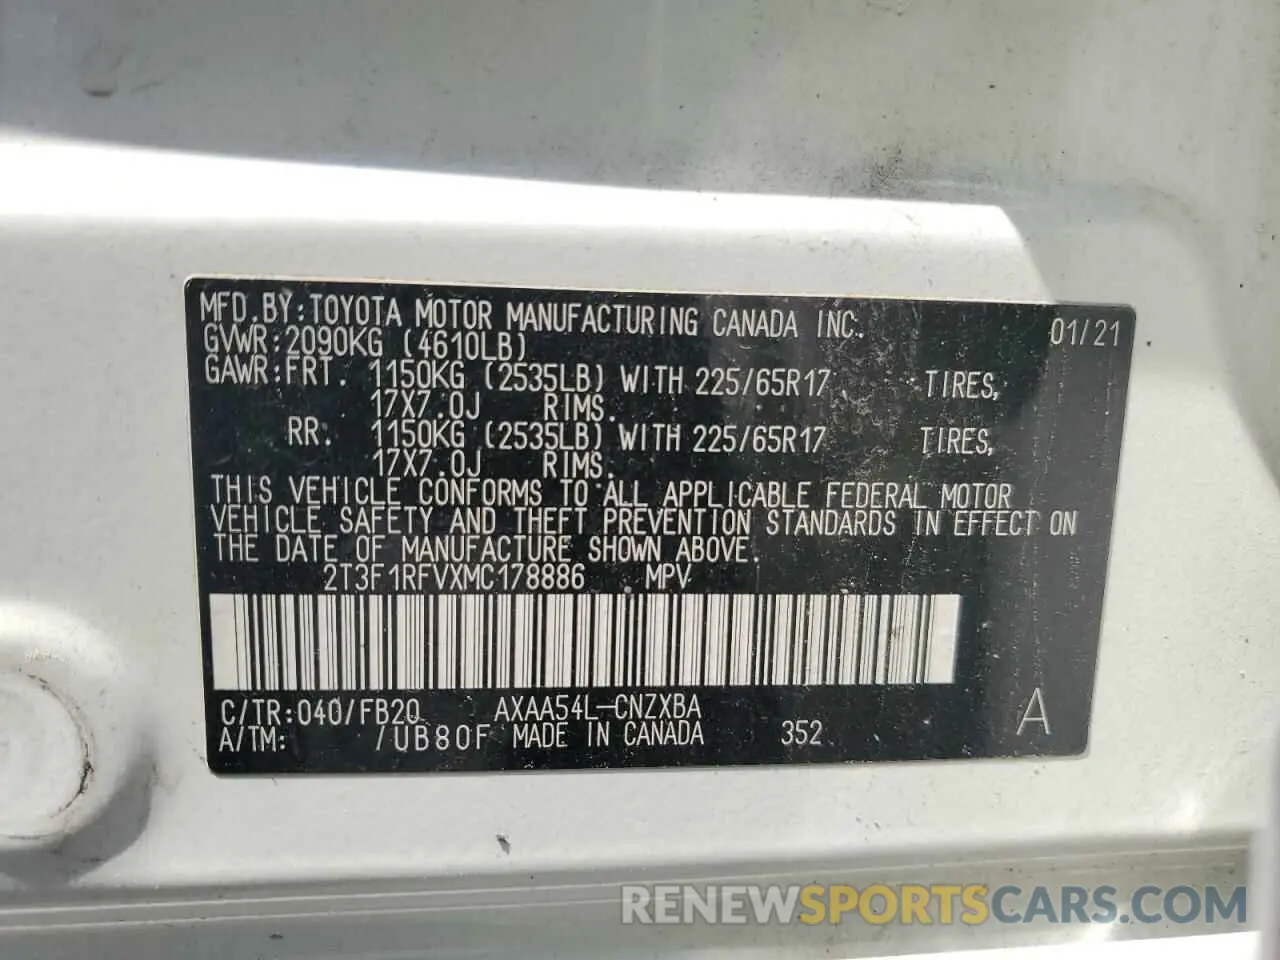 MFD. BY: TOYOTA MOTOR MANUFACTURING CANADA INC. 01/21
GVWR: 2090KG (4610LB)
GAWR: FRT. 1150KG (2535LB) WITH 225/65R17 TIRES,
17X7.0J RIMS.
RR. 1150KG (2535LB) WITH 225/65R17 TIRES,
17X7.0J RIMS.
THIS VEHICLE CONFORMS TO ALL APPLICABLE FEDERAL MOTOR
VEHICLE SAFETY AND THEFT PREVENTION STANDARDS IN EFFECT ON
THE DATE OF MANUFACTURE SHOWN ABOVE.
2T3F1RFVXMC178886 MPV
C/TR: 040/FB20 AXAA54L-CNZXBA
A/TM: /UB80F MADE IN CANADA 352 A
RENEWSPORTSCARS.COM